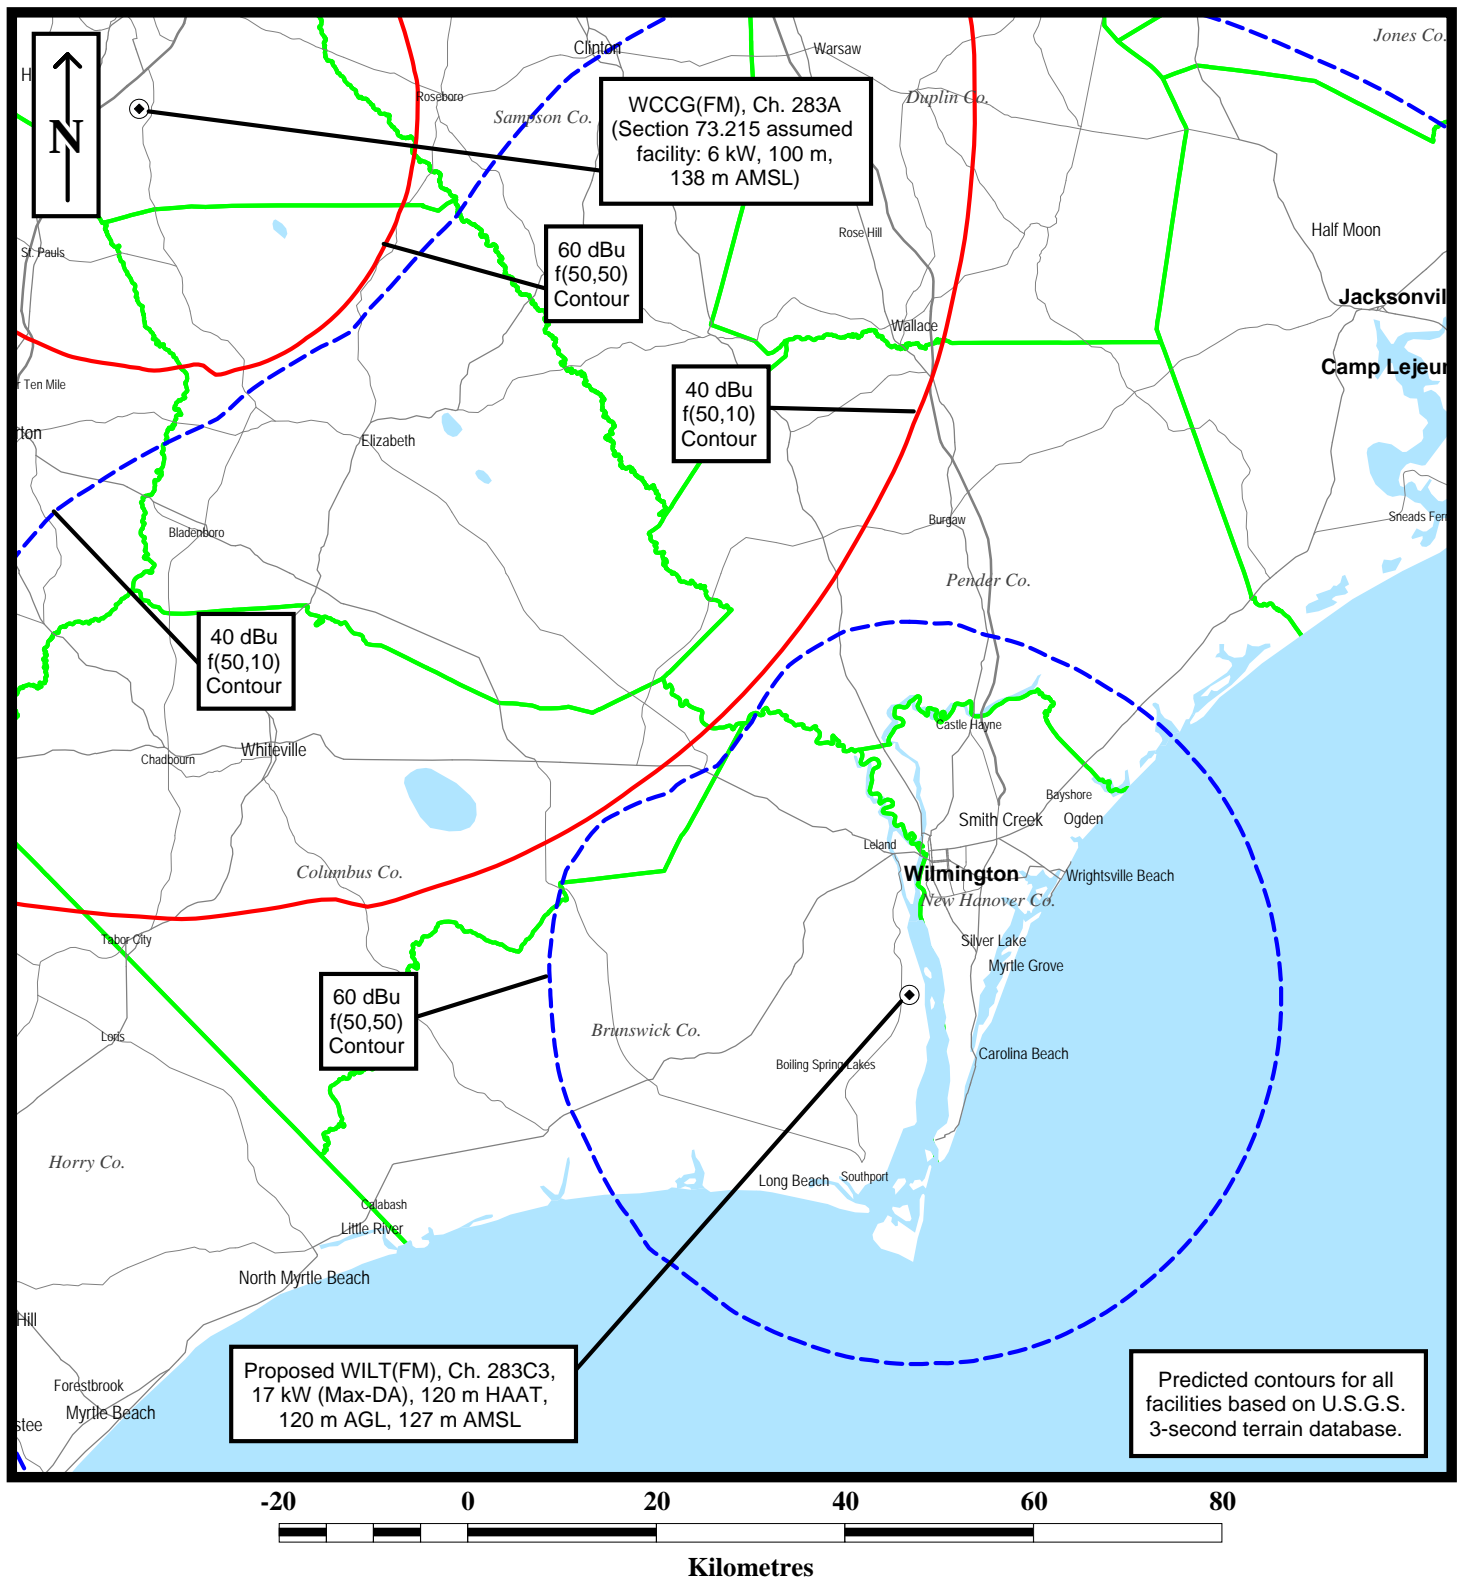 Jones Co.
Clinton
Warsaw
H
N
Roseboro
Sampson Co.
WCCG(FM), Ch. 283A
(Section 73.215 assumed
facility: 6 kW, 100 m,
138 m AMSL)
Duplin Co.
St. Pauls
60 dBu
f(50,50)
Contour
Rose Hill
Half Moon
Jacksonvil
Wallace
Camp Lejeur
r Ten Mile
40 dBu
f(50,10)
Contour
rton
Elizabeth
Bladenboro
Burgaw
Sneads Ferr
Pender Co.
40 dBu
f(50,10)
Contour
Castle Hayne
Whiteville
Chadbourn
Bayshore
Smith Creek
Ogden
Leland
Columbus Co.
Wilmington
Wrightsville Beach
New Hanover Co.
Tabor City
Silver Lake
Myrtle Grove
60 dBu
f(50,50)
Contour
Loris
Brunswick Co.
Carolina Beach
Boiling Spring Lakes
Horry Co.
Long Beach
Southport
Calabash
Little River
North Myrtle Beach
Hill
Proposed WILT(FM), Ch. 283C3,
17 kW (Max-DA), 120 m HAAT,
120 m AGL, 127 m AMSL
Predicted contours for all
facilities based on U.S.G.S.
3-second terrain database.
Forestbrook
Myrtle Beach
stee
-20 0 20 40 60 80
Kilometres